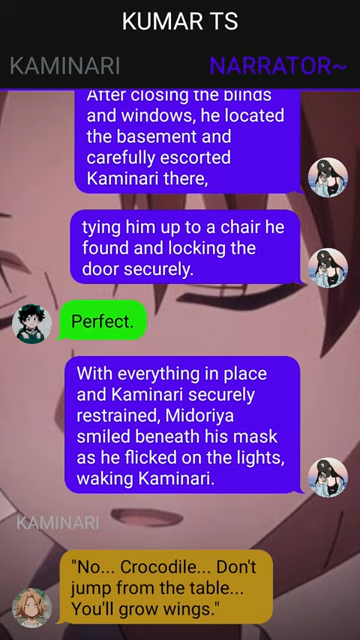 KUMAR TS
KAMINARI
NARRATOR~
After closing the blinds
and windows, he located
the basement and
carefully escorted
Kaminari there,
tying him up to a chair he
found and locking the
door securely.
Perfect.
With everything in place
and Kaminari securely
restrained, Midoriya
smiled beneath his mask
as he flicked on the lights,
waking Kaminari.
KAMINARI
"No... Crocodile... Don't
jump from the table...
You'll grow wings."